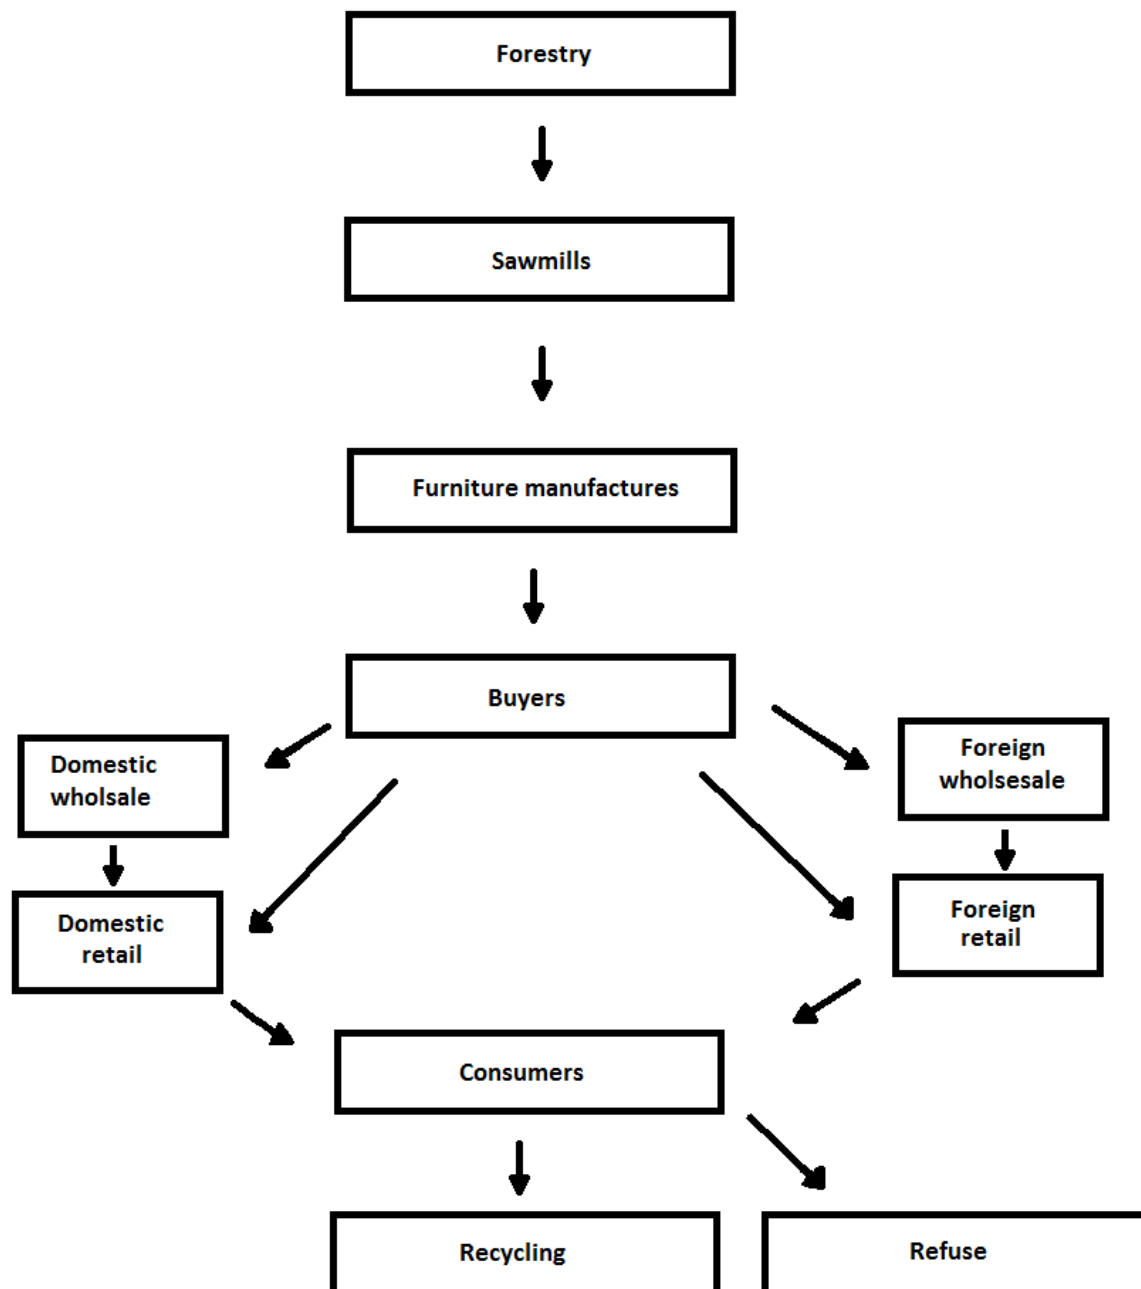 Forestry
Sawmills
Furniture manufactures
Buyers
Domestic
wholsale
Foreign
wholsesale
Domestic
retail
Foreign
retail
Consumers
Recycling
Refuse